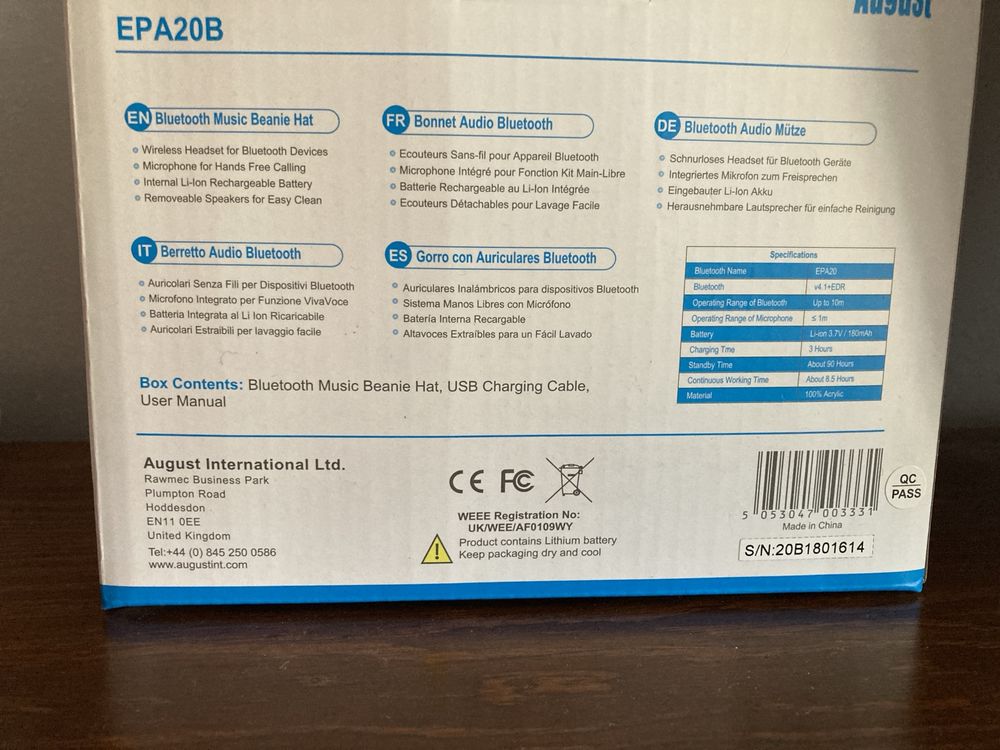 August
EPA20B
EN Bluetooth Music Beanie Hat
Wireless Headset for Bluetooth Devices
Microphone for Hands Free Calling
Internal Li-Ion Rechargeable Battery
Removeable Speakers for Easy Clean
FR Bonnet Audio Bluetooth
Ecouteurs Sans-fil pour Appareil Bluetooth
Microphone Intégré pour Fonction Kit Main-Libre
Batterie Rechargeable au Li-Ion Intégrée
Ecouteurs Détachables pour Lavage Facile
DE Bluetooth Audio Mütze
Schnurloses Headset für Bluetooth Geräte
Integriertes Mikrofon zum Freisprechen
Eingebauter Li-Ion Akku
Herausnehmbare Lautsprecher für einfache Reinigung
IT Berretto Audio Bluetooth
Auricolari Senza Fili per Dispositivi Bluetooth
Microfono Integrato per Funzione VivaVoce
Batteria Integrata al Li Ion Ricaricabile
Auricolari Estraibili per lavaggio facile
ES Gorro con Auriculares Bluetooth
Auriculares Inalámbricos para dispositivos Bluetooth
Sistema Manos Libres con Micrófono
Batería Interna Recargable
Altavoces Extraíbles para un Fácil Lavado
Specifications
Bluetooth Name EPA20
Bluetooth v4.1+EDR
Operating Range of Bluetooth Up to 10m
Operating Range of Microphone ≤ 1m
Battery Li-ion 3.7V / 180mAh
Charging Tme 3 Hours
Standby Time About 90 Hours
Continuous Working Time About 8.5 Hours
Material 100% Acrylic
Box Contents: Bluetooth Music Beanie Hat, USB Charging Cable,
User Manual
August International Ltd.
Rawmec Business Park
Plumpton Road
Hoddesdon
EN11 0EE
United Kingdom
Tel:+44 (0) 845 250 0586
www.augustint.com
CE FC
WEEE Registration No:
UK/WEE/AF0109WY
Product contains Lithium battery
Keep packaging dry and cool
5 053047 003331
Made in China
S/N:20B1801614
QC
PASS